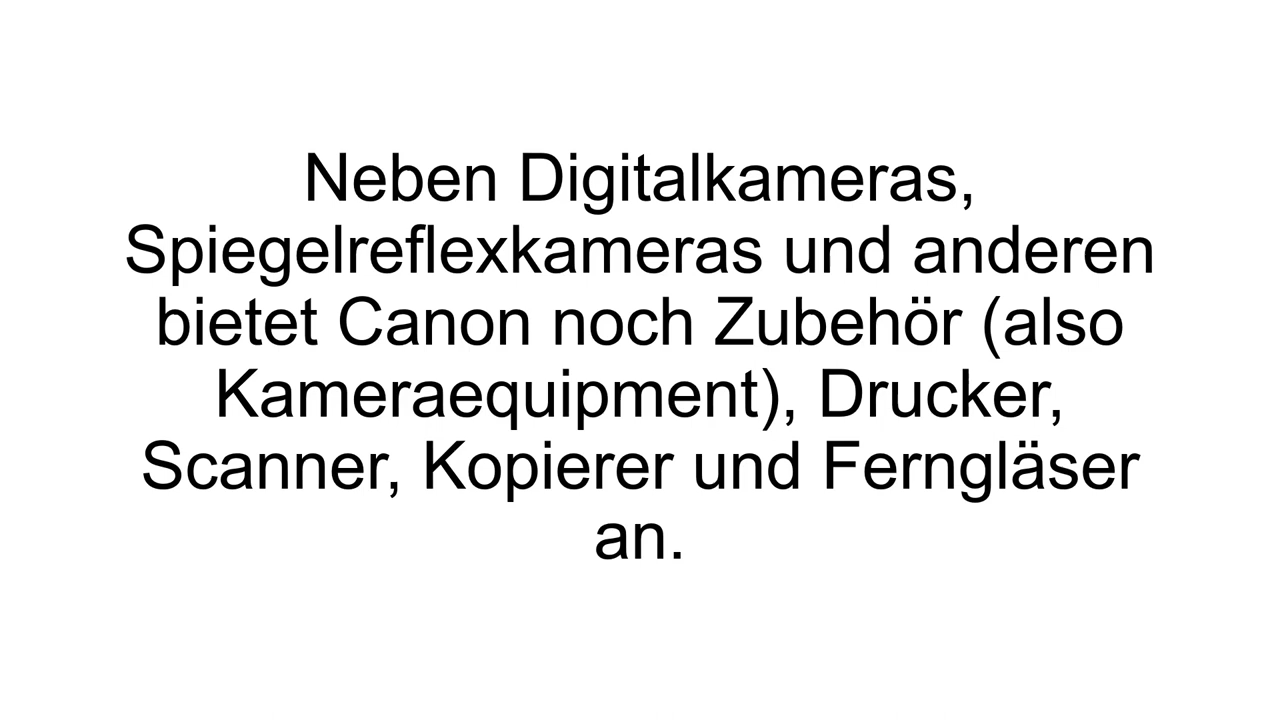 Neben Digitalkameras,
Spiegelreflexkameras und anderen
bietet Canon noch Zubehör (also
Kameraequipment), Drucker,
Scanner, Kopierer und Ferngläser
an.